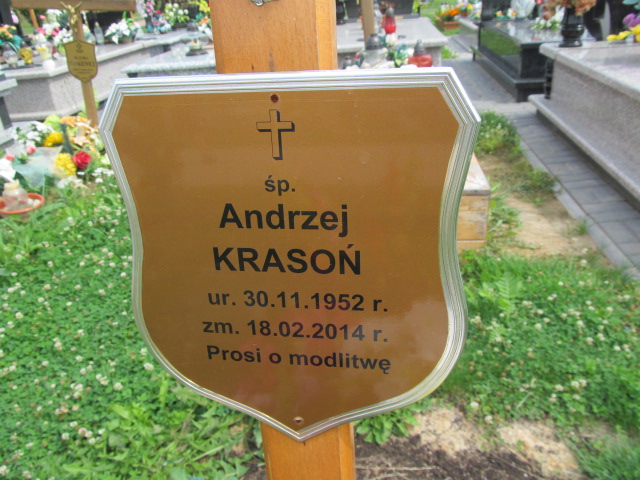 śp.
Andrzej
KRASOŃ
ur. 30.11.1952 r.
zm. 18.02.2014 r.
Prosi o modlitwę